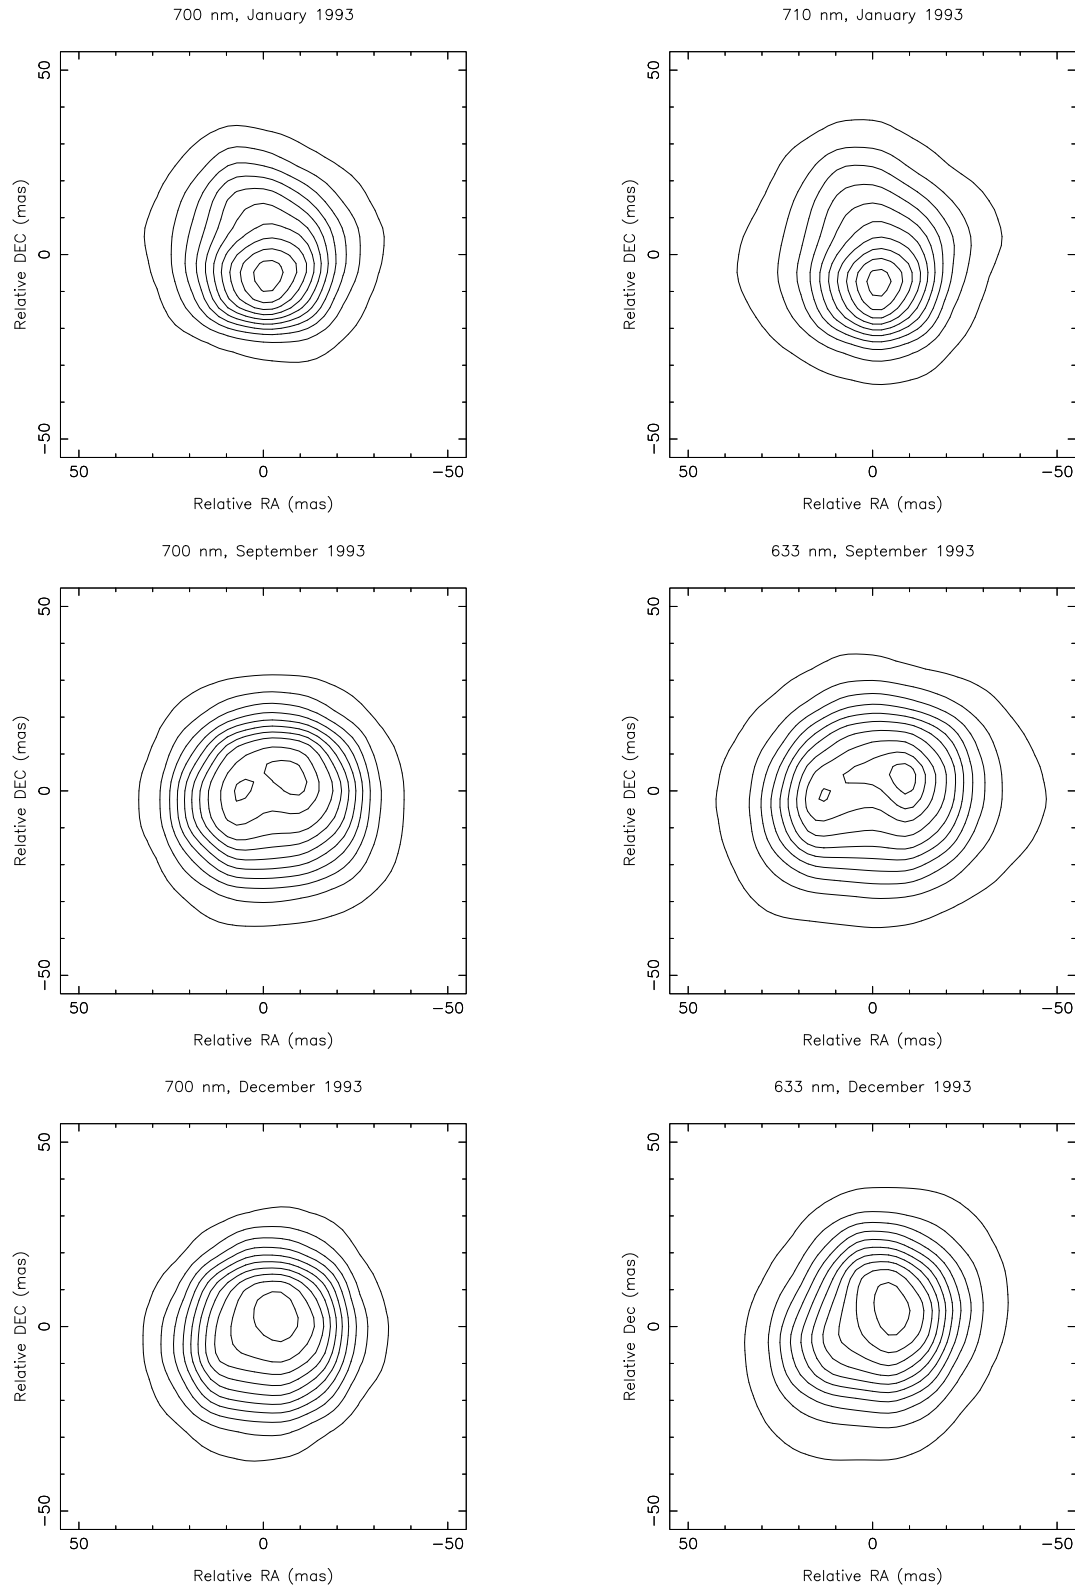 700 nm, January 1993
710 nm, January 1993
50
0
−50
Relative DEC (mas)
50
0
−50
Relative RA (mas)
50
0
−50
Relative DEC (mas)
50
0
−50
Relative RA (mas)
700 nm, September 1993
633 nm, September 1993
50
0
−50
Relative DEC (mas)
50
0
−50
Relative RA (mas)
50
0
−50
Relative DEC (mas)
50
0
−50
Relative RA (mas)
700 nm, December 1993
633 nm, December 1993
50
0
−50
Relative DEC (mas)
50
0
−50
Relative RA (mas)
50
0
−50
Relative Dec (mas)
50
0
−50
Relative RA (mas)